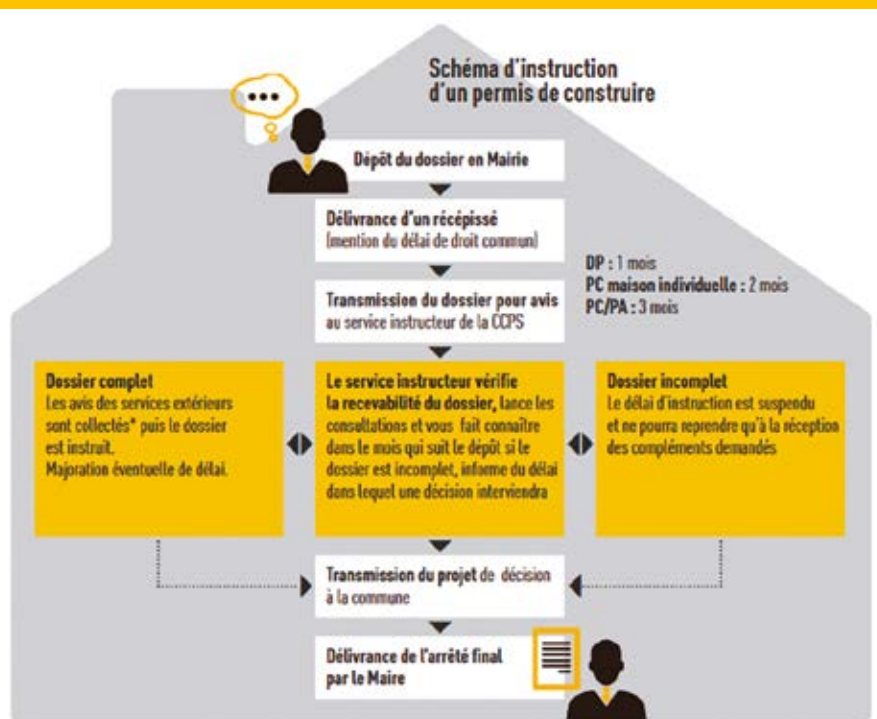 Schéma d'instruction
d'un permis de construire
Dépôt du dossier en Mairie
Délivrance d'un récépissé
(mention du délai de droit commun)
DP : 1 mois
PC maison individuelle : 2 mois
PC/PA : 3 mois
Transmission du dossier pour avis
au service instructeur de la CCPS
Dossier complet
Les avis des services extérieurs
sont collectés* puis le dossier
est instruit.
Majoration éventuelle de délai.
Le service instructeur vérifie
la recevabilité du dossier, lance les
consultations et vous fait connaître
dans le mois qui suit le dépôt si le
dossier est incomplet, informe du délai
dans lequel une décision interviendra
Dossier incomplet
Le délai d'instruction est suspendu
et ne pourra reprendre qu'à la réception
des compléments demandés
Transmission du projet de décision
à la commune
Délivrance de l'arrêté final
par le Maire